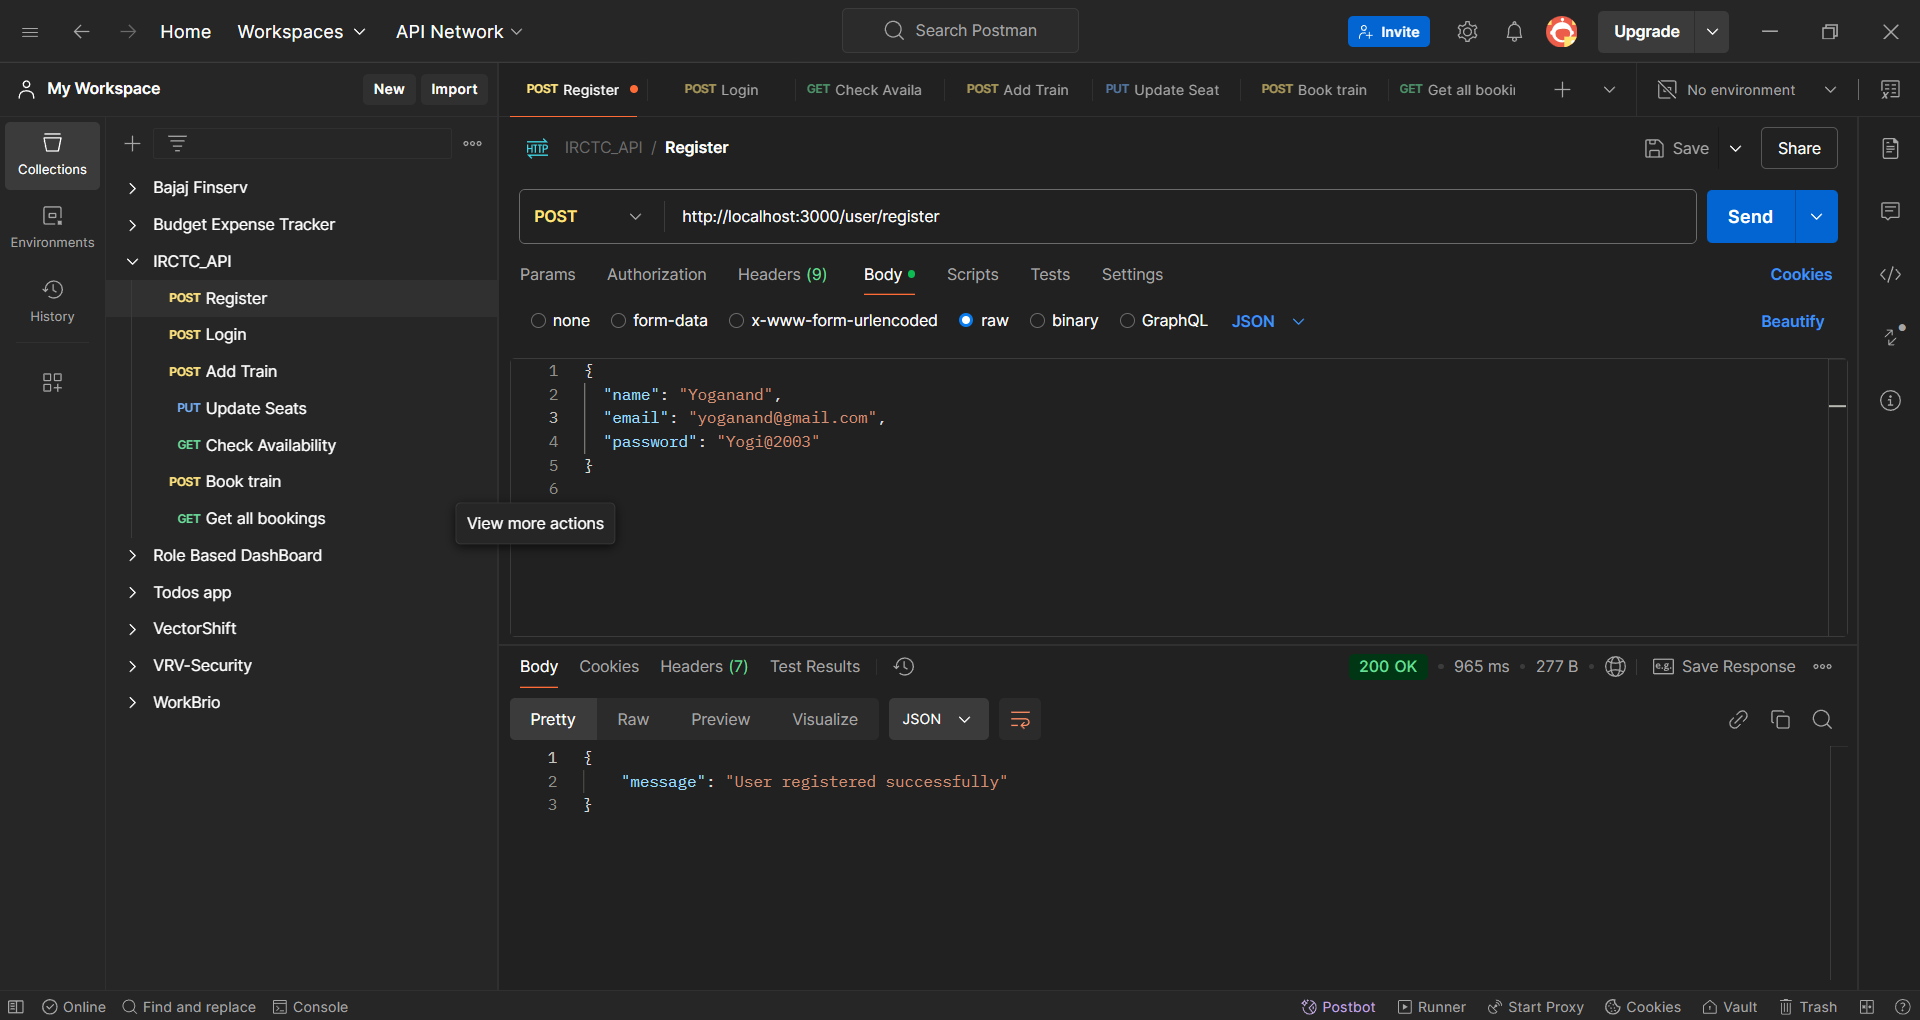 Home Workspaces API Network Search Postman Invite Upgrade
My Workspace New Import
POST Register POST Login GET Check Availa POST Add Train PUT Update Seat POST Book train GET Get all booki No environment
Collections
Environments
History
Bajaj Finserv
Budget Expense Tracker
IRCTC_API
POST Register
POST Login
POST Add Train
PUT Update Seats
GET Check Availability
POST Book train
GET Get all bookings
Role Based DashBoard
Todos app
VectorShift
VRV-Security
WorkBrio
HTTP IRCTC_API / Register Save Share
POST http://localhost:3000/user/register Send
Params Authorization Headers (9) Body Scripts Tests Settings Cookies
none form-data x-www-form-urlencoded raw binary GraphQL JSON Beautify
1 {
2 "name": "Yoganand",
3 "email": "yoganand@gmail.com",
4 "password": "Yogi@2003"
5 }
6
View more actions
Body Cookies Headers (7) Test Results 200 OK • 965 ms • 277 B • e.g. Save Response
Pretty Raw Preview Visualize JSON
1 {
2 "message": "User registered successfully"
3 }
Online Find and replace Console Postbot Runner Start Proxy Cookies Vault Trash